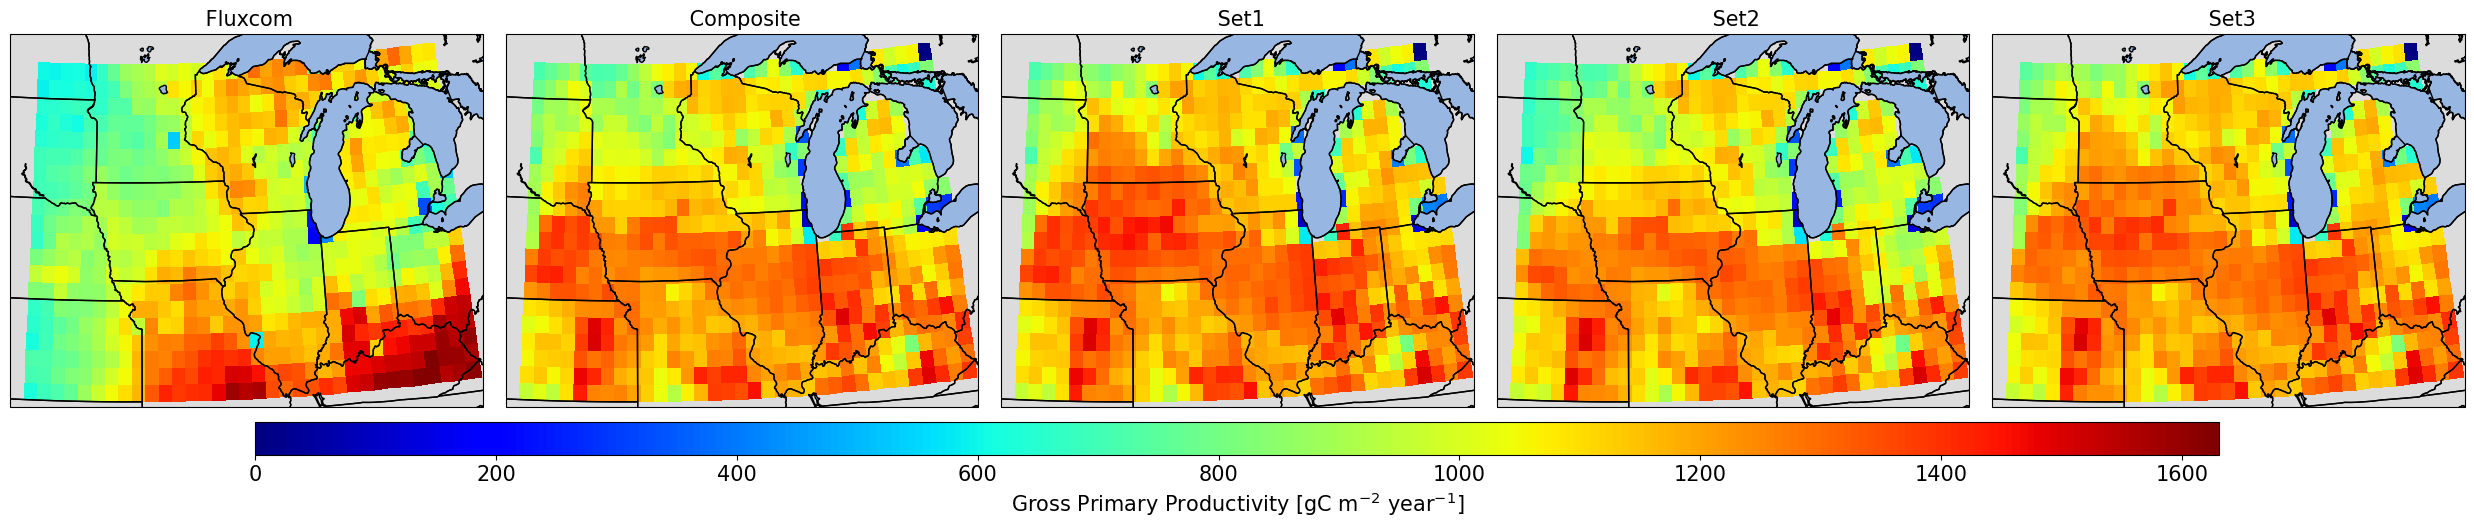 Fluxcom Composite Set1 Set2 Set3
0 200 400 600 800 1000 1200 1400 1600
Gross Primary Productivity [gC m⁻² year⁻¹]